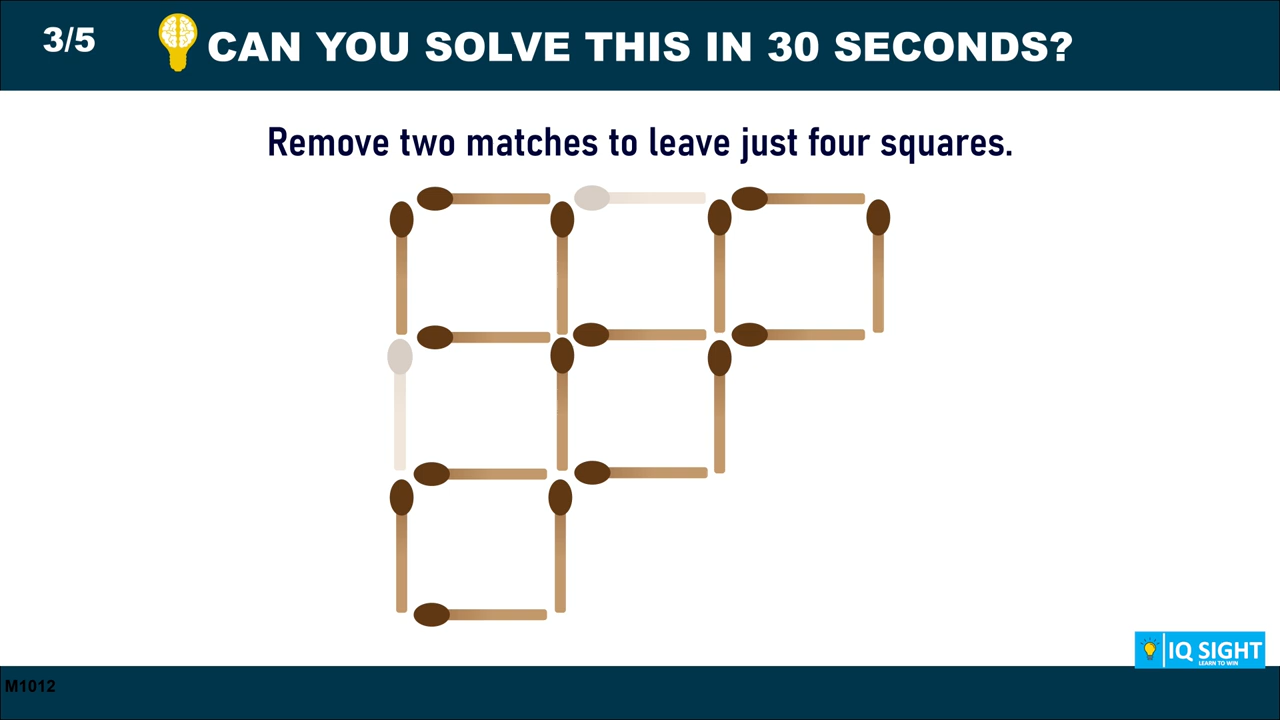 3/5
CAN YOU SOLVE THIS IN 30 SECONDS?
Remove two matches to leave just four squares.
IQ SIGHT
LEARN TO WIN
M1012